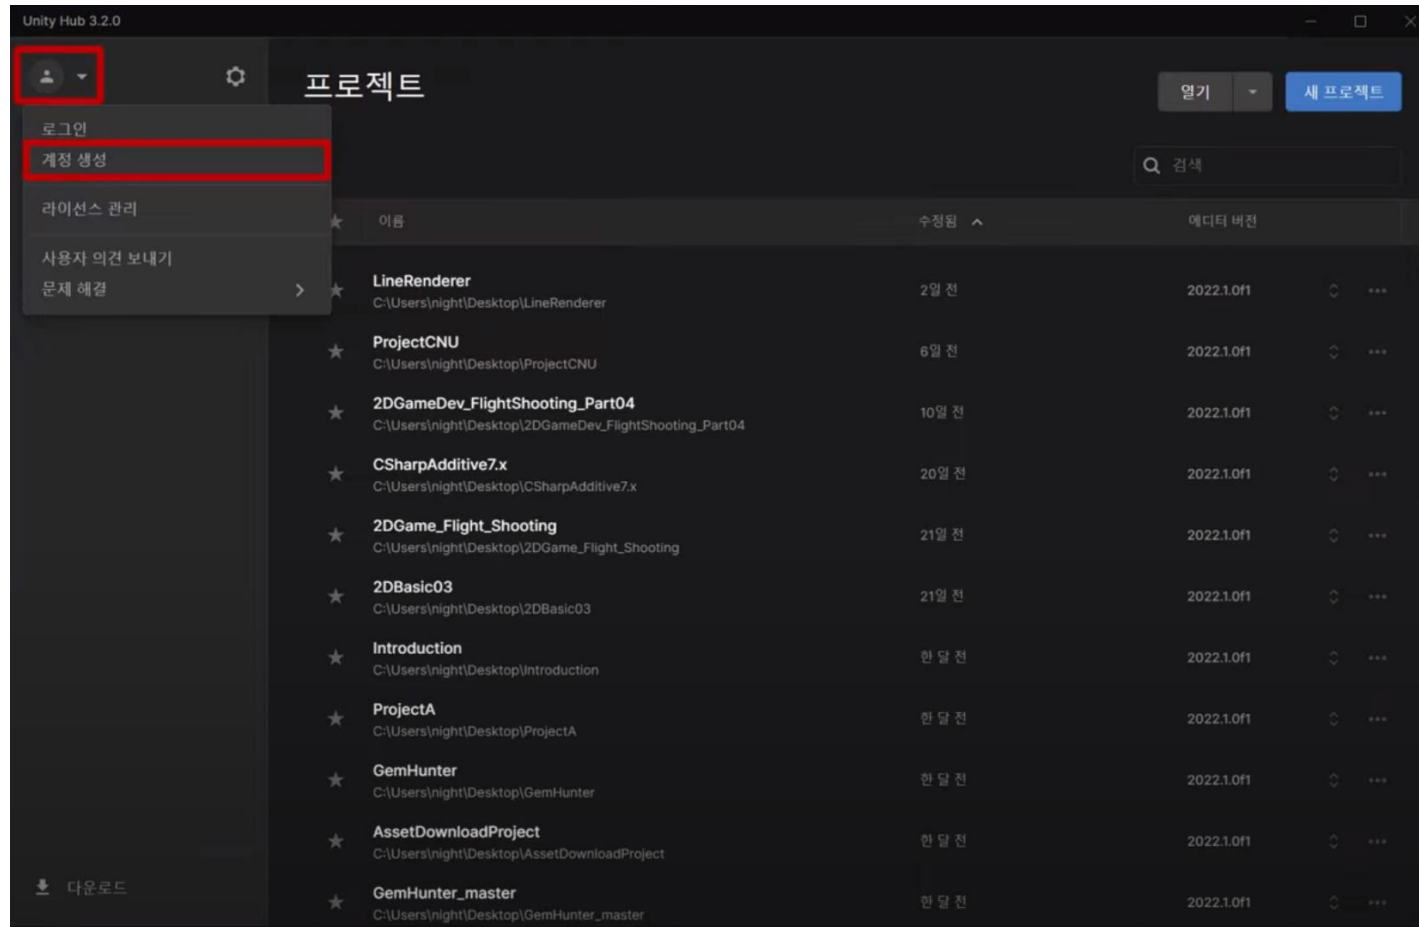 Unity Hub 3.2.0
프로젝트
열기
새 프로젝트
로그인
계정 생성
라이선스 관리
사용자 의견 보내기
문제 해결
검색
이름
수정됨
에디터 버전
LineRenderer
C:\Users\night\Desktop\LineRenderer
2일 전
2022.1.0f1
ProjectCNU
C:\Users\night\Desktop\ProjectCNU
6일 전
2022.1.0f1
2DGameDev_FlightShooting_Part04
C:\Users\night\Desktop\2DGameDev_FlightShooting_Part04
10일 전
2022.1.0f1
CSharpAdditive7.x
C:\Users\night\Desktop\CSharpAdditive7.x
20일 전
2022.1.0f1
2DGame_Flight_Shooting
C:\Users\night\Desktop\2DGame_Flight_Shooting
21일 전
2022.1.0f1
2DBasic03
C:\Users\night\Desktop\2DBasic03
21일 전
2022.1.0f1
Introduction
C:\Users\night\Desktop\Introduction
한 달 전
2022.1.0f1
ProjectA
C:\Users\night\Desktop\ProjectA
한 달 전
2022.1.0f1
GemHunter
C:\Users\night\Desktop\GemHunter
한 달 전
2022.1.0f1
AssetDownloadProject
C:\Users\night\Desktop\AssetDownloadProject
한 달 전
2022.1.0f1
GemHunter_master
C:\Users\night\Desktop\GemHunter_master
한 달 전
2022.1.0f1
다운로드